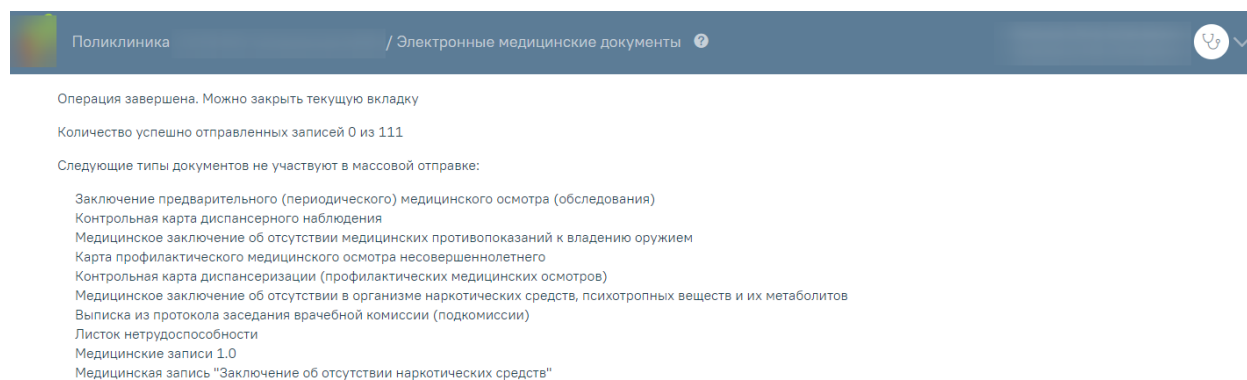 Поликлиника / Электронные медицинские документы ?
Операция завершена. Можно закрыть текущую вкладку
Количество успешно отправленных записей 0 из 111
Следующие типы документов не участвуют в массовой отправке:
Заключение предварительного (периодического) медицинского осмотра (обследования)
Контрольная карта диспансерного наблюдения
Медицинское заключение об отсутствии медицинских противопоказаний к владению оружием
Карта профилактического медицинского осмотра несовершеннолетнего
Контрольная карта диспансеризации (профилактических медицинских осмотров)
Медицинское заключение об отсутствии в организме наркотических средств, психотропных веществ и их метаболитов
Выписка из протокола заседания врачебной комиссии (подкомиссии)
Листок нетрудоспособности
Медицинские записи 1.0
Медицинская запись "Заключение об отсутствии наркотических средств"